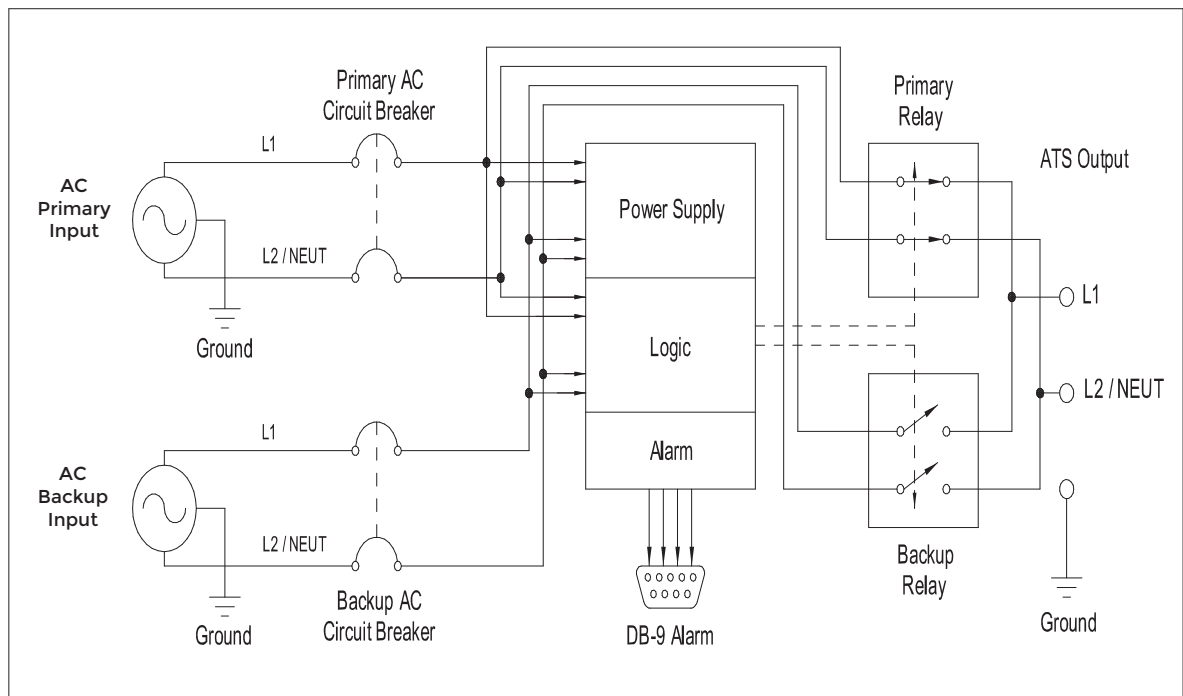 Primary AC
Circuit Breaker
L1
AC
Primary
Input
L2 / NEUT
Ground
Primary
Relay
ATS Output
Power Supply
Logic
Alarm
L1
L2 / NEUT
L1
AC
Backup
Input
L2 / NEUT
Ground
Backup AC
Circuit Breaker
DB-9 Alarm
Backup
Relay
Ground